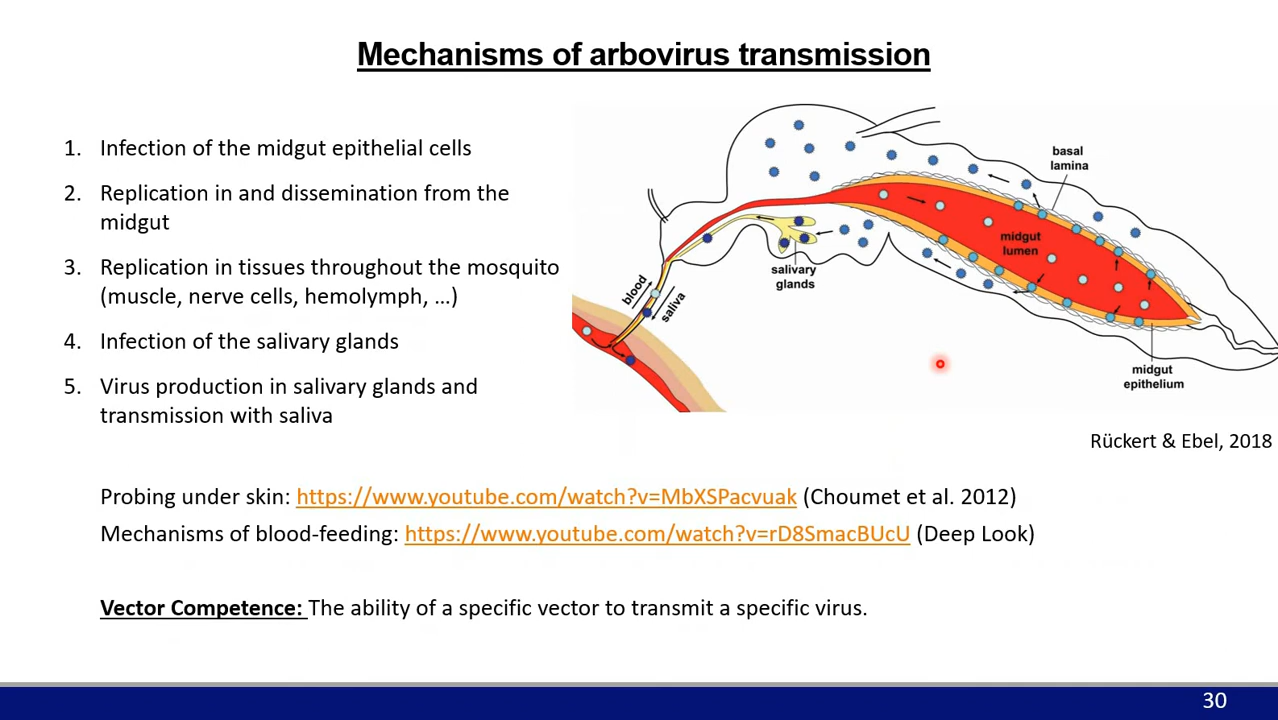 Mechanisms of arbovirus transmission
1. Infection of the midgut epithelial cells
2. Replication in and dissemination from the
midgut
3. Replication in tissues throughout the mosquito
(muscle, nerve cells, hemolymph, …)
4. Infection of the salivary glands
5. Virus production in salivary glands and
transmission with saliva
basal
lamina
midgut
lumen
salivary
glands
blood
saliva
midgut
epithelium
Rückert & Ebel, 2018
Probing under skin: https://www.youtube.com/watch?v=MbXSPacvuak (Choumet et al. 2012)
Mechanisms of blood-feeding: https://www.youtube.com/watch?v=rD8SmacBUcU (Deep Look)
Vector Competence: The ability of a specific vector to transmit a specific virus.
30